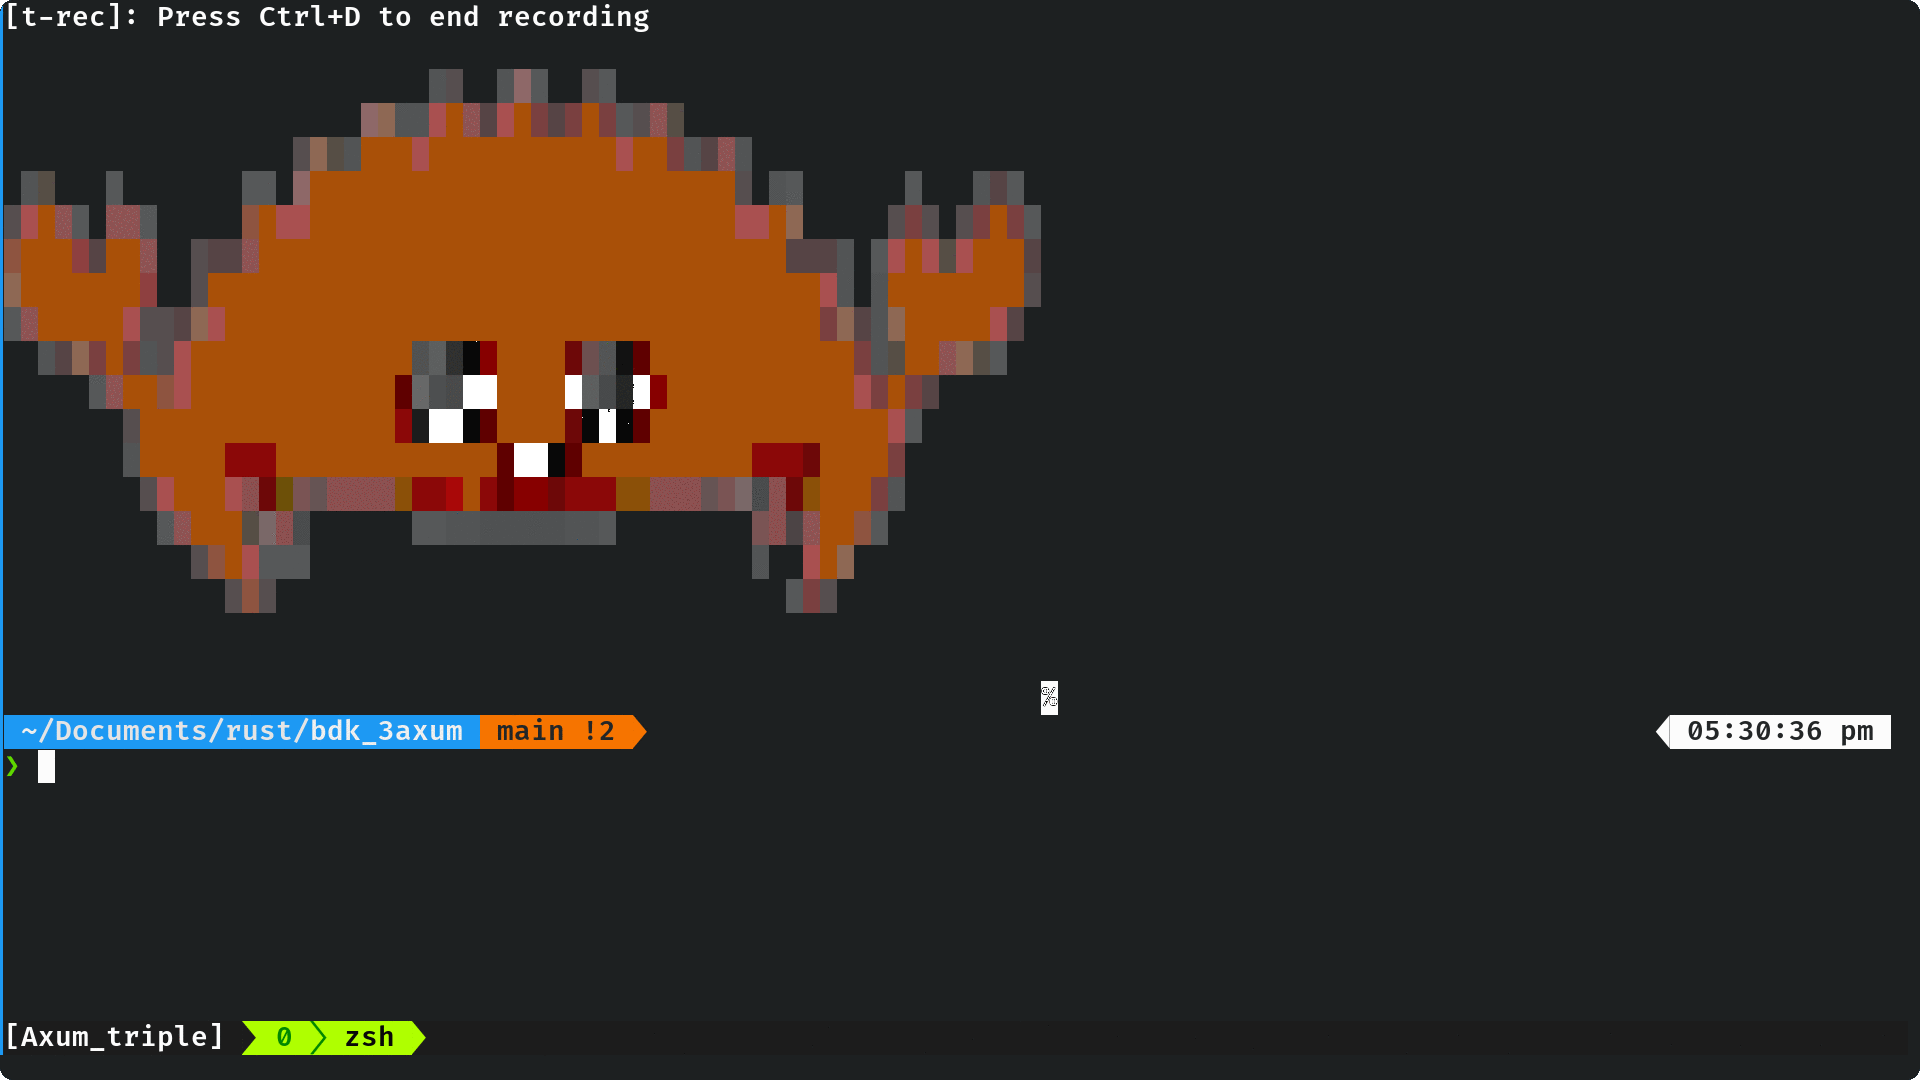 [t-rec]: Press Ctrl+D to end recording
%
~/Documents/rust/bdk_3axum main !2 05:30:36 pm
❯
[Axum_triple] 0 zsh